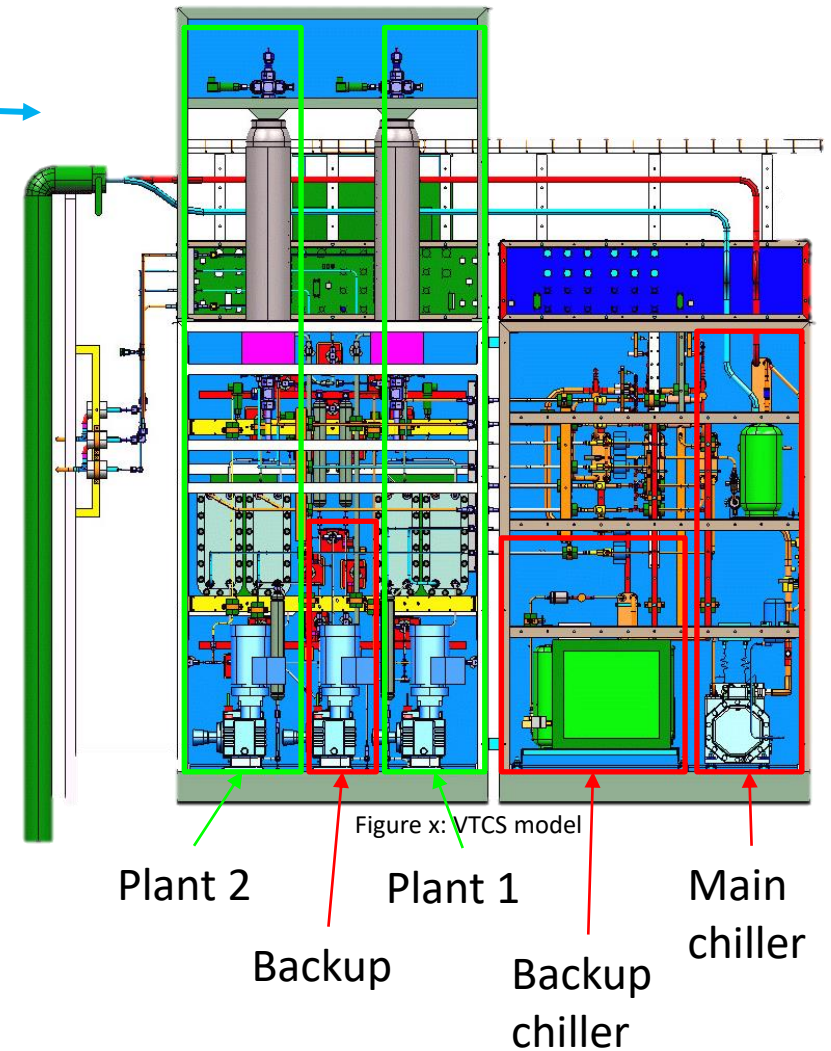 Figure x: VTCS model
Plant 2
Plant 1
Main
chiller
Backup
Backup
chiller